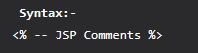 Syntax:-
<% -- JSP Comments %>